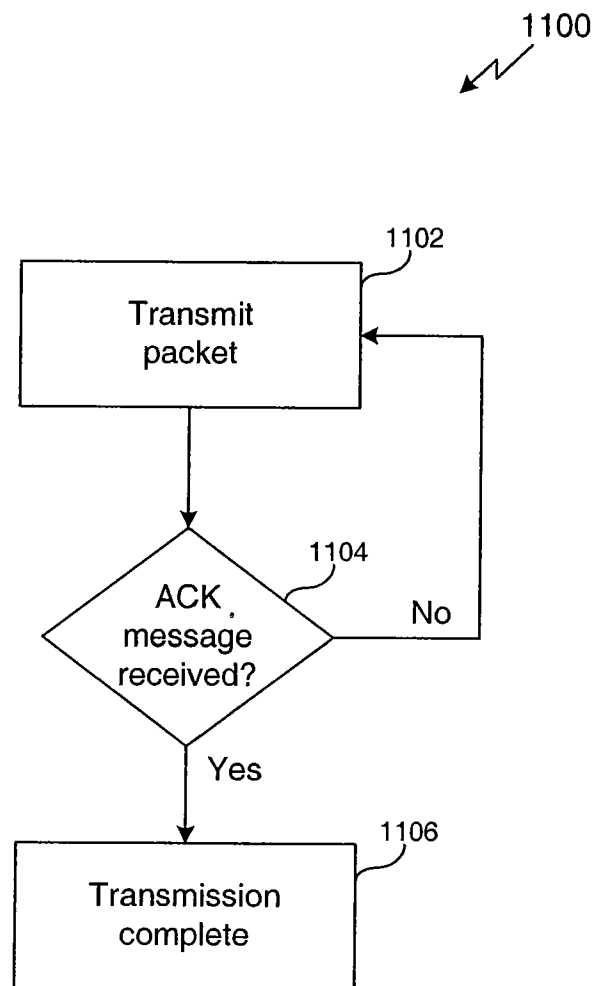 1100
1102
Transmit
packet
1104
ACK
message
received?
No
Yes
1106
Transmission
complete